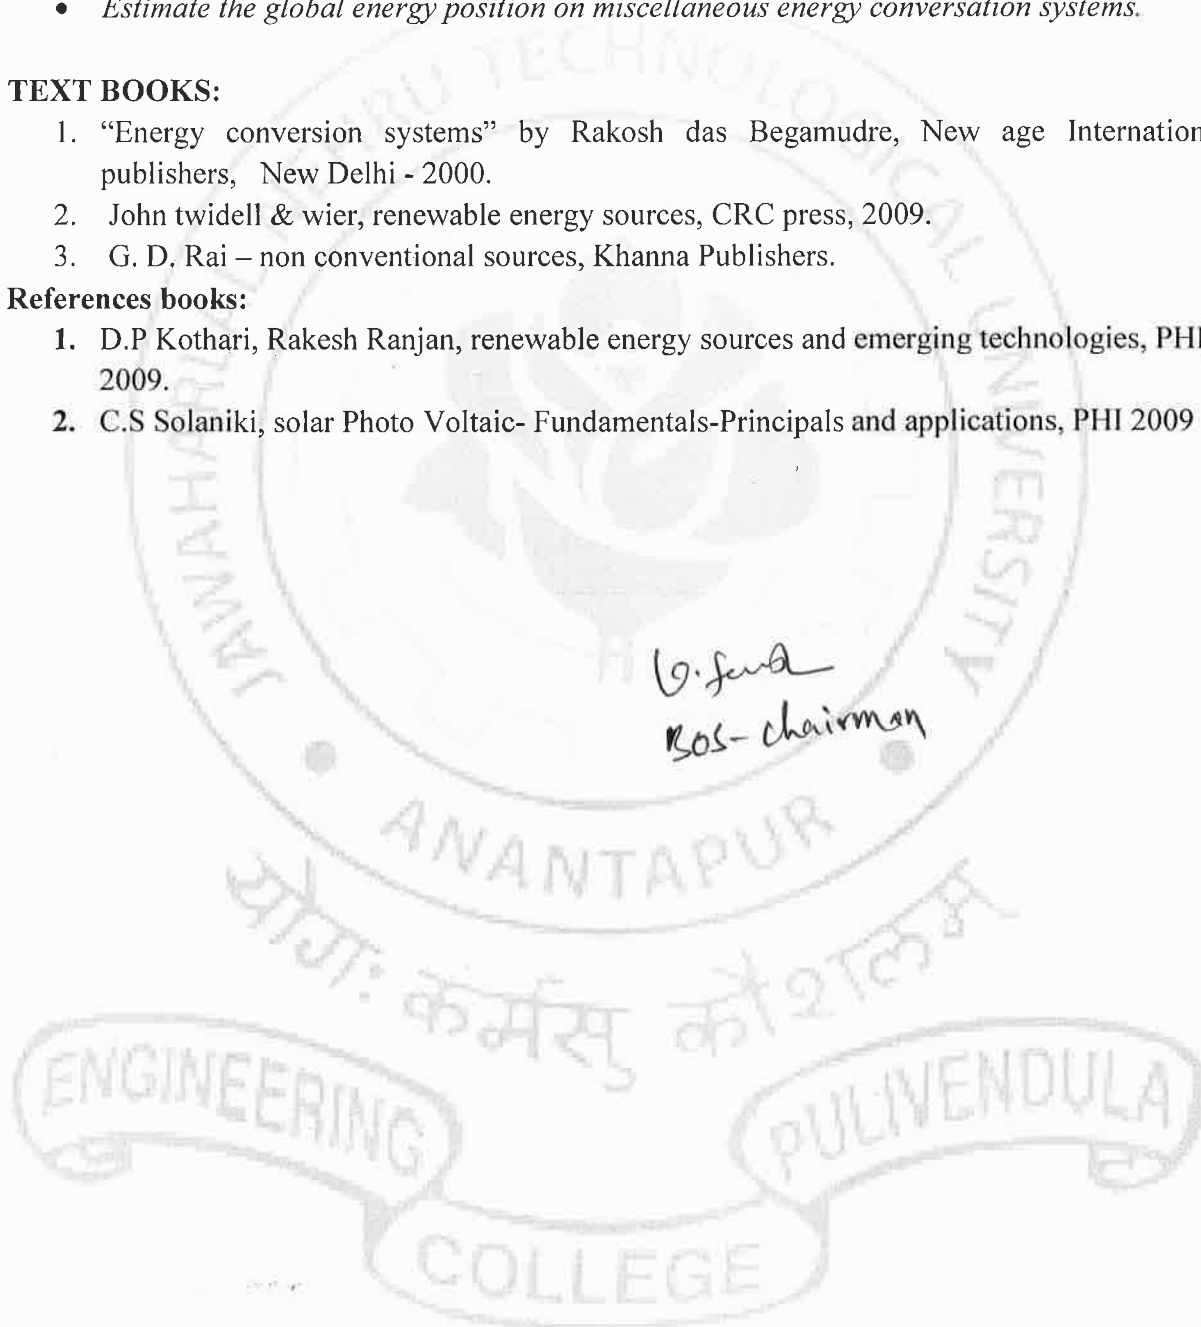 • Estimate the global energy position on miscellaneous energy conversation systems.
TEXT BOOKS:
1. “Energy conversion systems” by Rakosh das Begamudre, New age Internation
publishers, New Delhi - 2000.
2. John twidell & wier, renewable energy sources, CRC press, 2009.
3. G. D. Rai – non conventional sources, Khanna Publishers.
References books:
1. D.P Kothari, Rakesh Ranjan, renewable energy sources and emerging technologies, PHI
2009.
2. C.S Solaniki, solar Photo Voltaic- Fundamentals-Principals and applications, PHI 2009
BOS- chairman
JAWAHARLAL NEHRU TECHNOLOGICAL UNIVERSITY
ANANTAPUR
योगः कर्मसु कौशलम
ENGINEERING
PULIVENDULA
COLLEGE